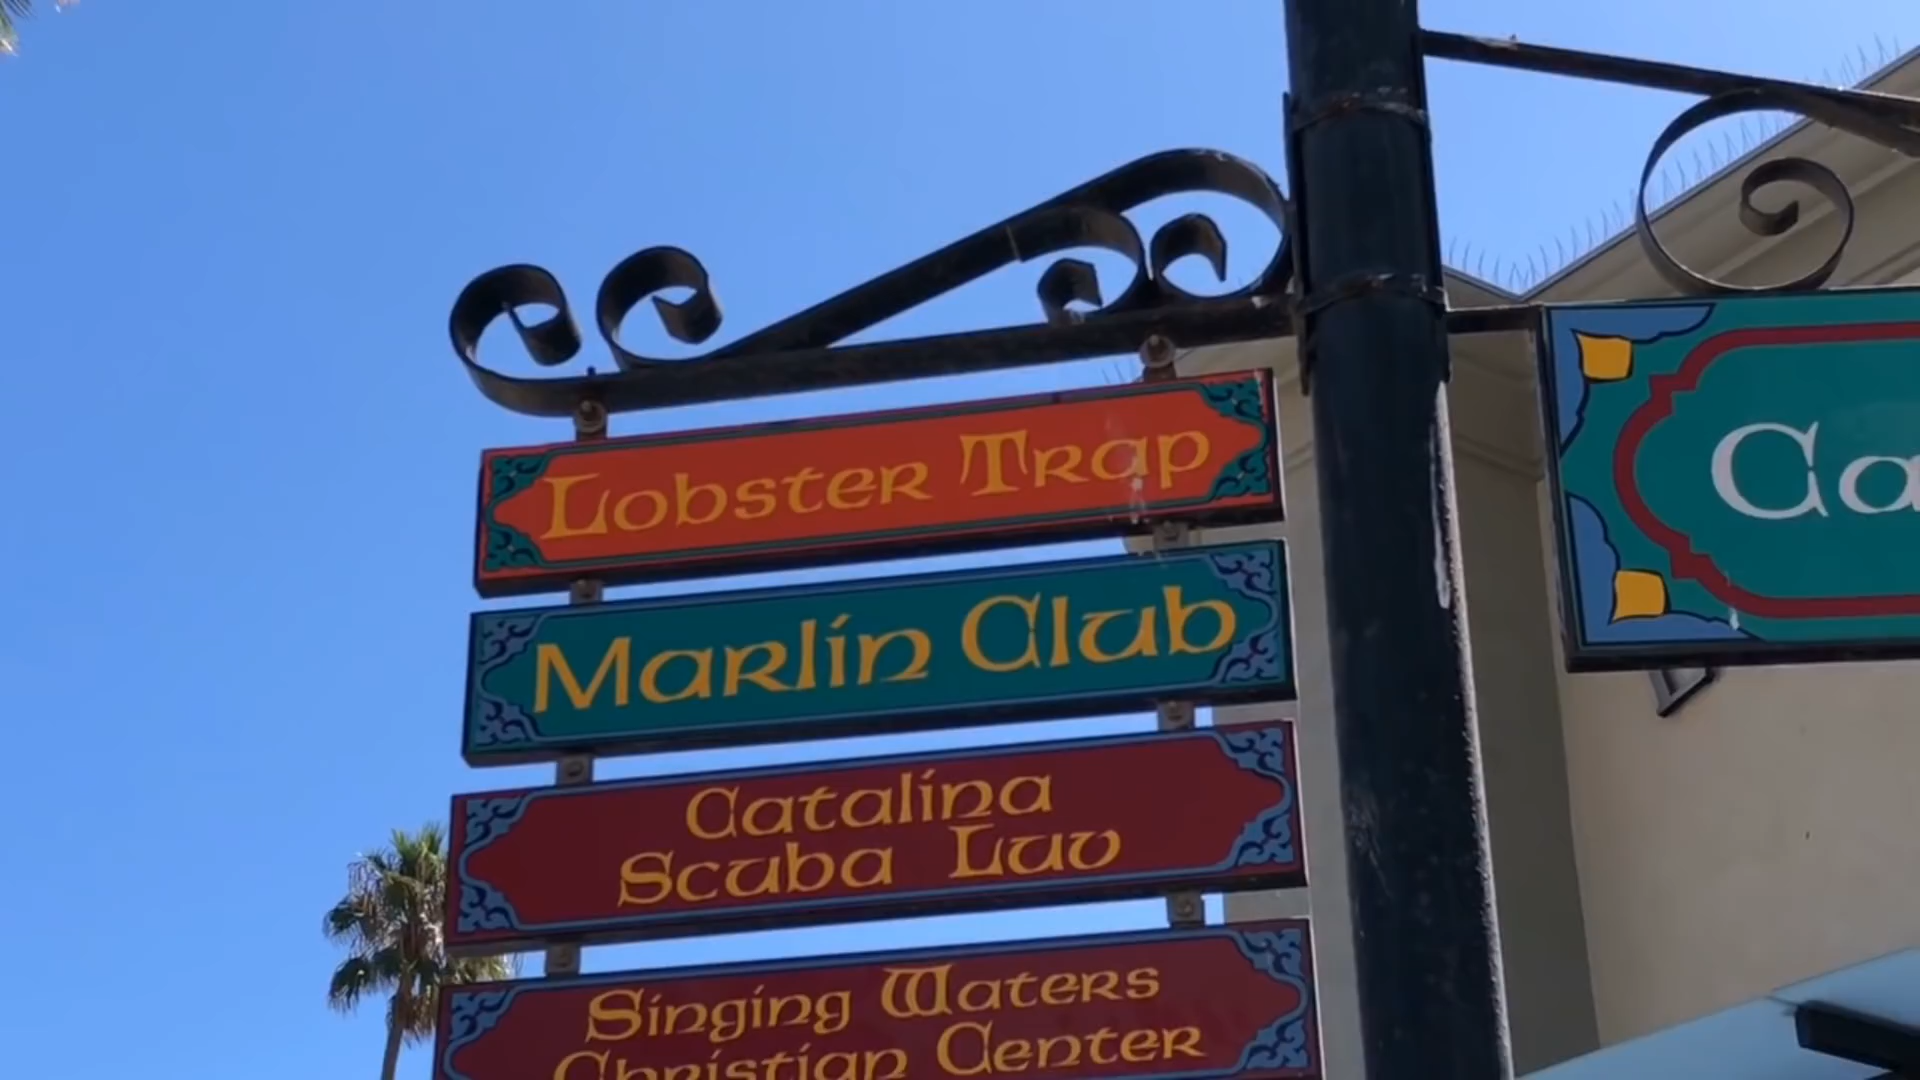 Lobster Trap
Marlin Club
Catalina
Scuba Luv
Singing Waters
Christian Center
Ca